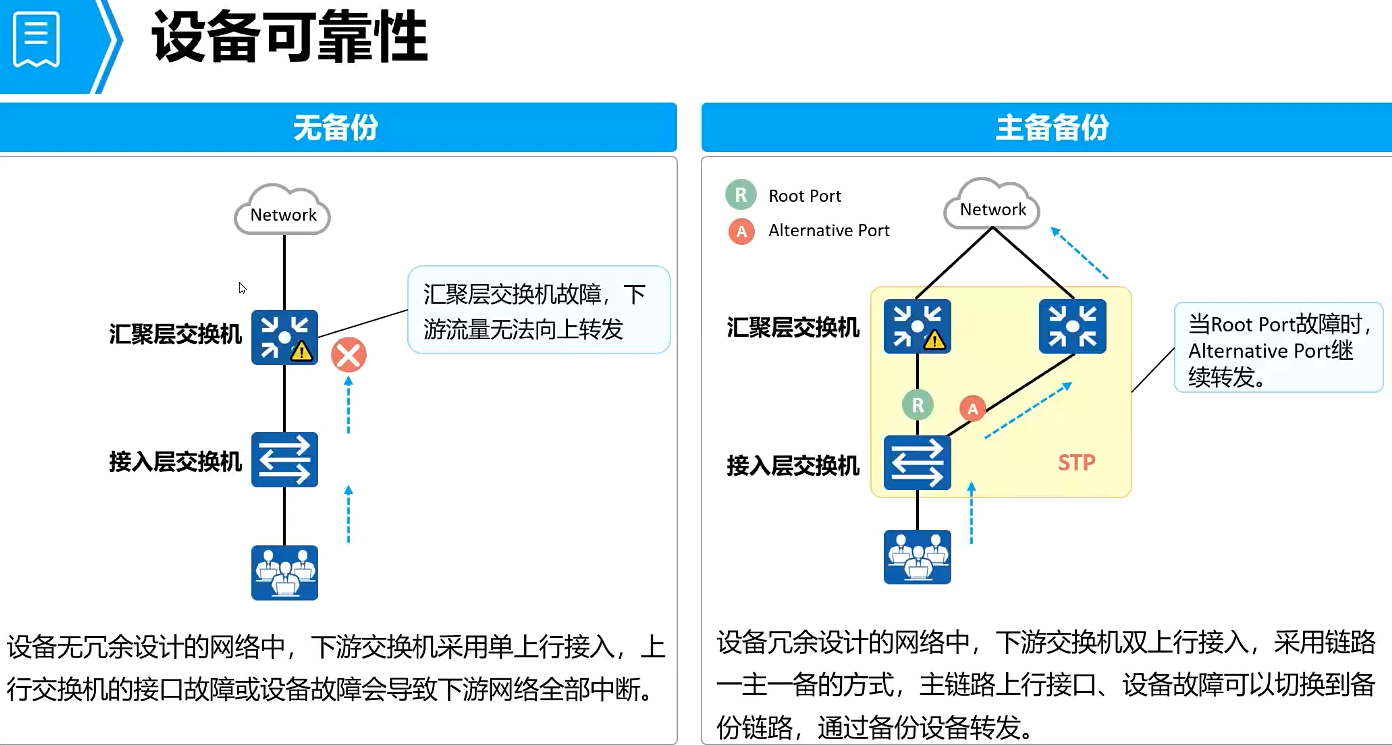 设备可靠性
无备份
Network
汇聚层交换机
汇聚层交换机故障，下
游流量无法向上转发
接入层交换机
设备无冗余设计的网络中，下游交换机采用单上行接入，上
行交换机的接口故障或设备故障会导致下游网络全部中断。
主备备份
R Root Port
A Alternative Port
Network
汇聚层交换机
当Root Port故障时，
Alternative Port继
续转发。
R
A
接入层交换机
STP
设备冗余设计的网络中，下游交换机双上行接入，采用链路
一主一备的方式，主链路上行接口、设备故障可以切换到备
份链路，通过备份设备转发。